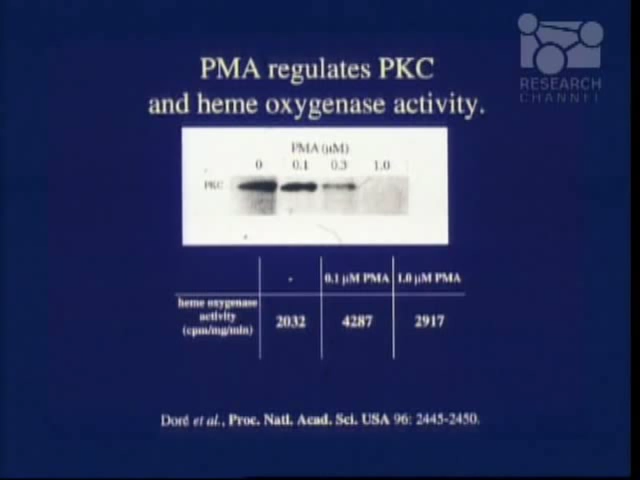 RESEARCH
CHANNEL
PMA regulates PKC
and heme oxygenase activity.
PMA (µM)
0 0.1 0.3 1.0
PKC
- 0.1 µM PMA 1.0 µM PMA
heme oxygenase
activity
(cpm/mg/min)
2032 4287 2917
Doré et al., Proc. Natl. Acad. Sci. USA 96: 2445-2450.